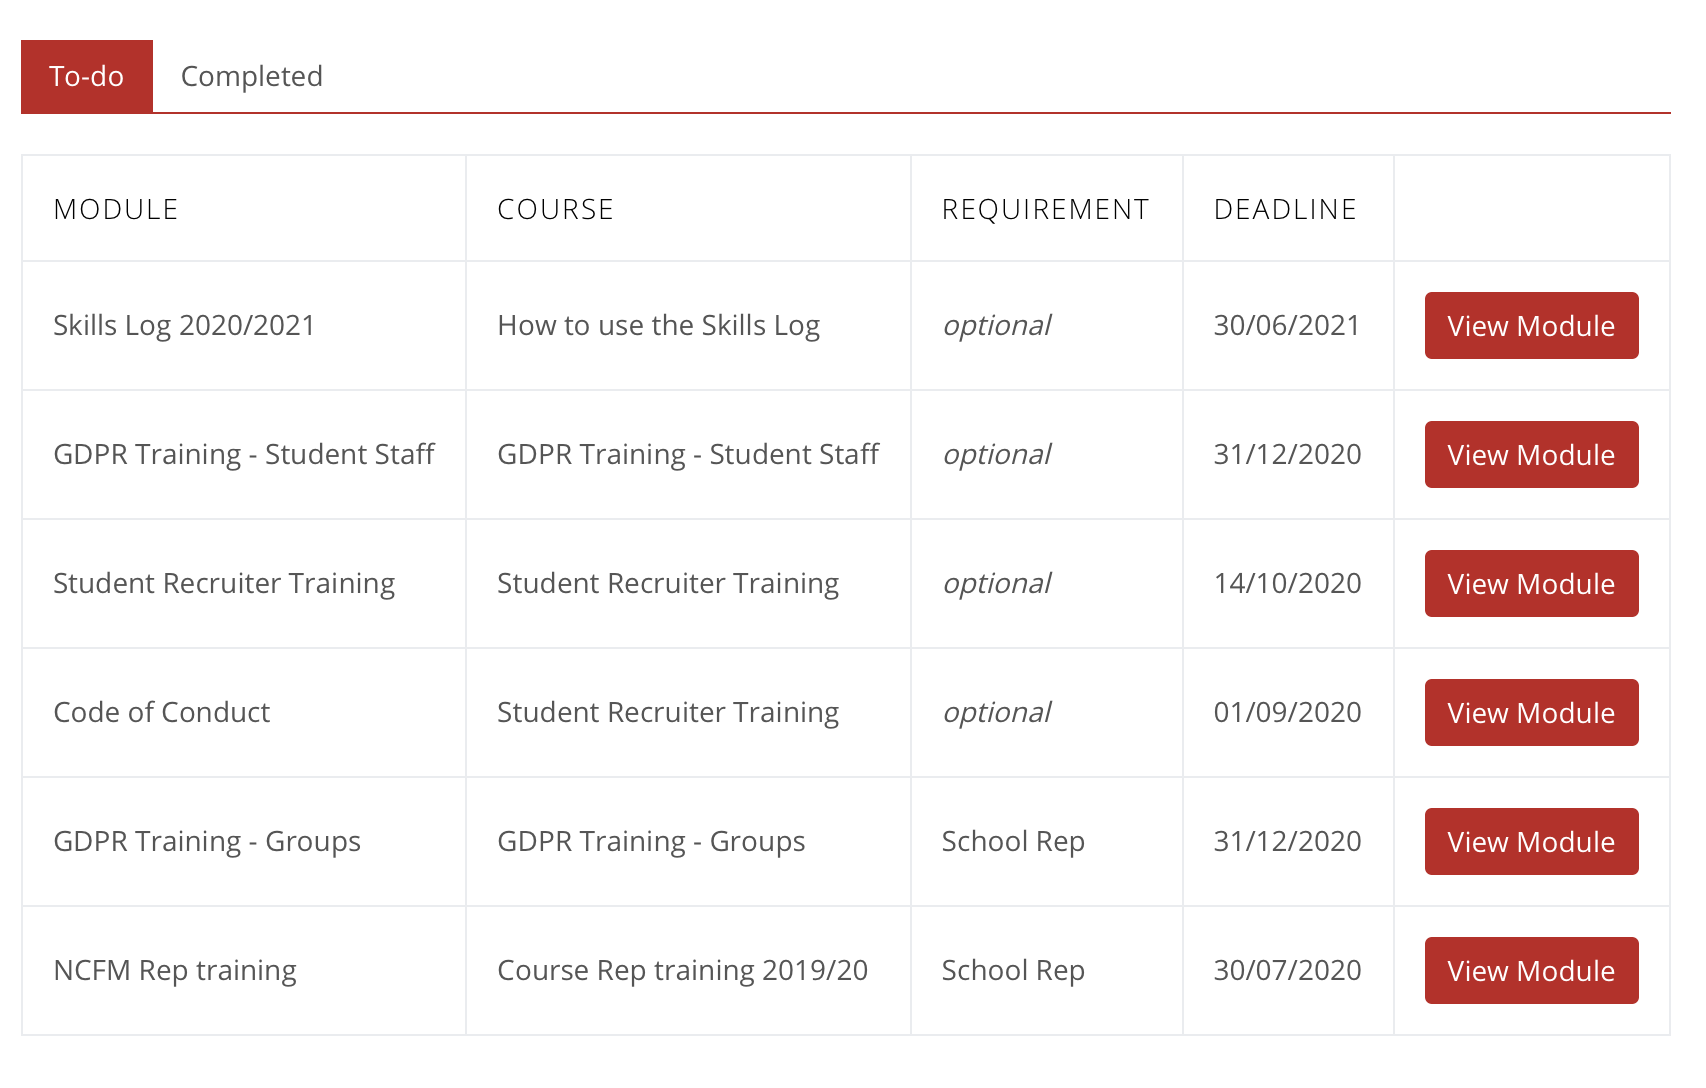 To-do Completed
MODULE COURSE REQUIREMENT DEADLINE
Skills Log 2020/2021 How to use the Skills Log optional 30/06/2021 View Module
GDPR Training - Student Staff GDPR Training - Student Staff optional 31/12/2020 View Module
Student Recruiter Training Student Recruiter Training optional 14/10/2020 View Module
Code of Conduct Student Recruiter Training optional 01/09/2020 View Module
GDPR Training - Groups GDPR Training - Groups School Rep 31/12/2020 View Module
NCFM Rep training Course Rep training 2019/20 School Rep 30/07/2020 View Module